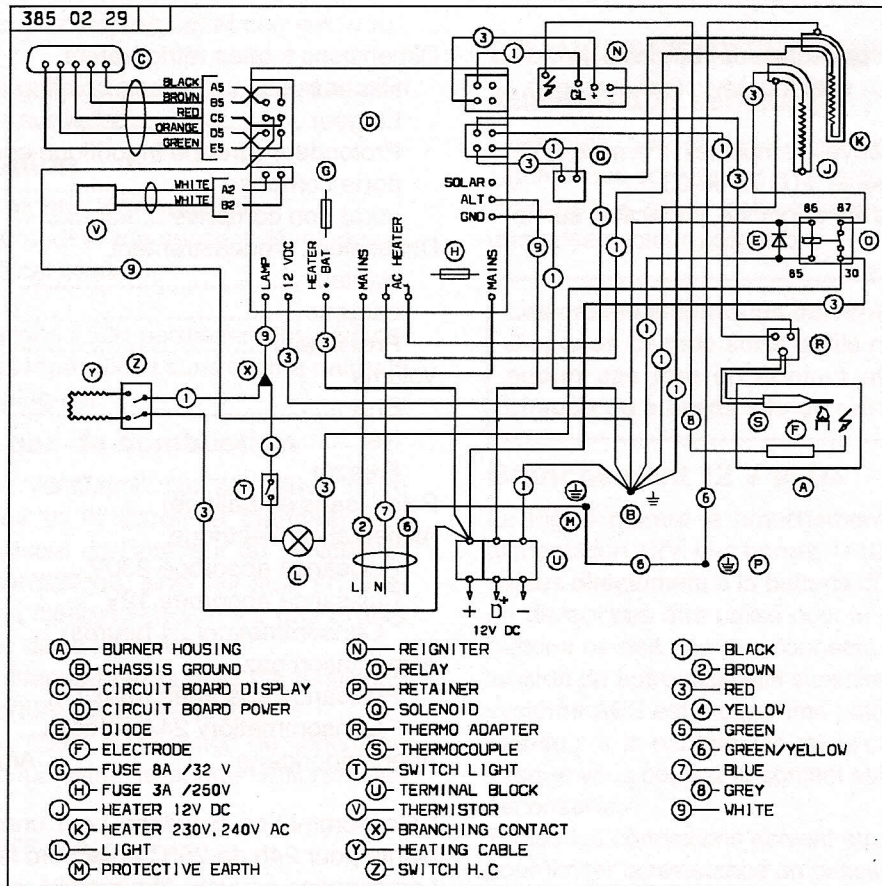 385 02 29
C
BLACK A5
BROWN B5
RED C5
ORANGE D5
GREEN E5
D
WHITE A2
WHITE B2
V
G
LAMP
12 VDC
HEATER
+ BAT
MAINS
AC HEATER
MAINS
H
SOLAR
ALT
GND
3
1
N
GL +
Q
K
J
E
86 87
85 30
O
R
S
F
A
Y
Z
X
T
L
2 7 6
L N
+ D -
12V DC
U
B
M
P
A BURNER HOUSING
B CHASSIS GROUND
C CIRCUIT BOARD DISPLAY
D CIRCUIT BOARD POWER
E DIODE
F ELECTRODE
G FUSE 8A /32
H FUSE 3A /250V
J HEATER 12V DC
K HEATER 230V,240V AC
L LIGHT
M PROTECTIVE EARTH
N REIGNITER
O RELAY
P RETAINER
Q SOLENOID
R THERMO ADAPTER
S THERMOCOUPLE
T SWITCH LIGHT
U TERMINAL BLOCK
V THERMISTOR
X BRANCHING CONTACT
Y HEATING CABLE
Z SWITCH H.C
1 BLACK
2 BROWN
3 RED
4 YELLOW
5 GREEN
6 GREEN/YELLOW
7 BLUE
8 GREY
9 WHITE